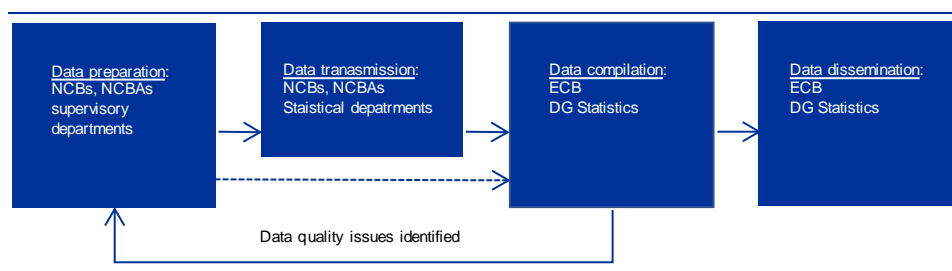 Data preparation:
NCBs, NCBAs
supervisory
departments
Data tranasmission:
NCBs, NCBAs
Staistical depatrments
Data compilation:
ECB
DG Statistics
Data dissemination:
ECB
DG Statistics
Data quality issues identified